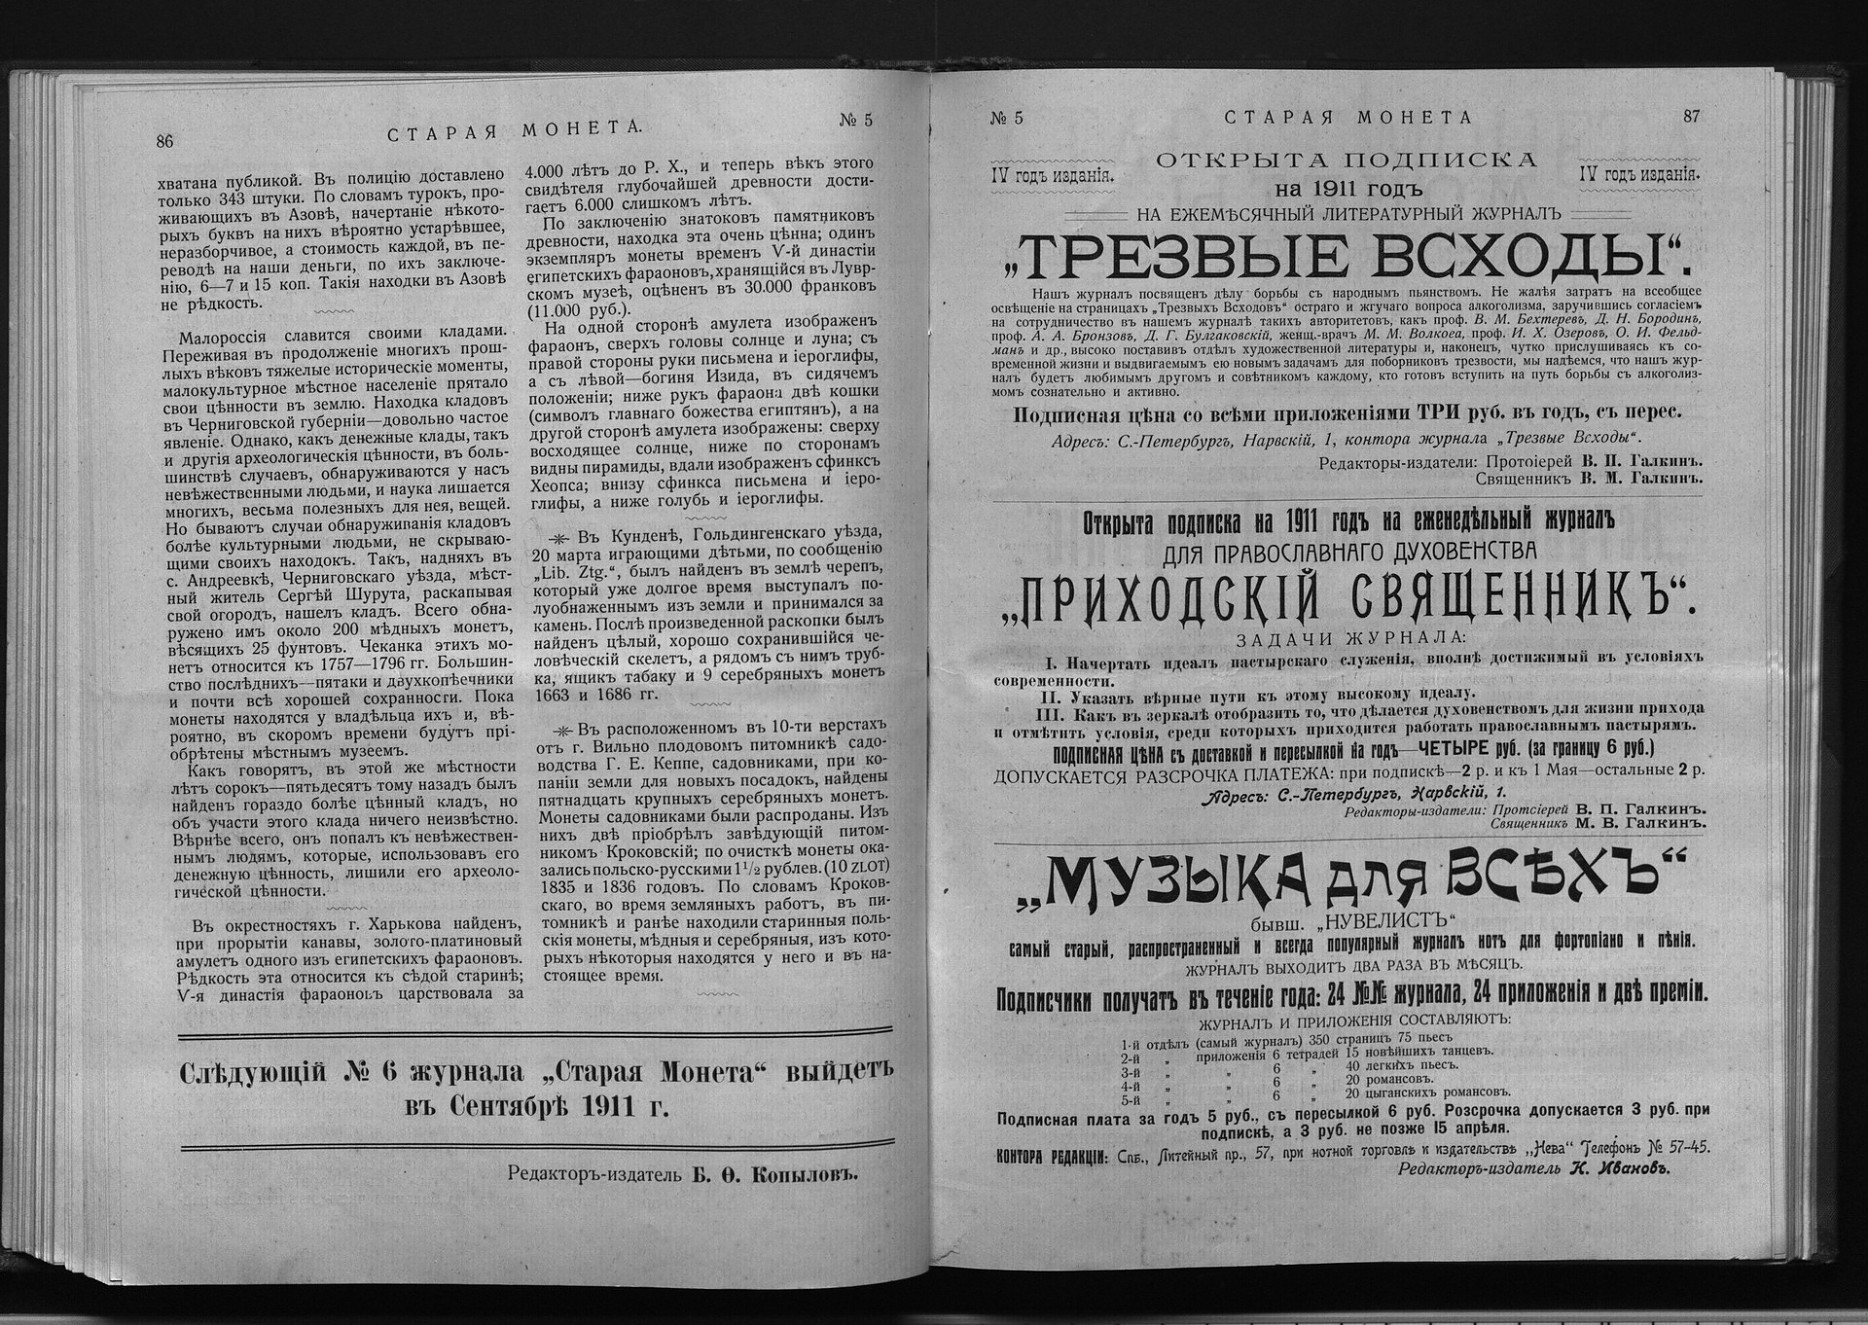 86
СТАРАЯ МОНЕТА.
№ 5
хватана публикой. Въ полицію доставлено
только 343 штуки. По словамъ турокъ, про-
живающихъ въ Азовѣ, начертаніе нѣкото-
рыхъ буквъ на нихъ вѣроятно устарѣвшее,
неразборчивое, а стоимость каждой, въ пе-
реводѣ на наши деньги, по ихъ заключе-
нію, 6—7 и 15 коп. Такія находки въ Азовѣ
не рѣдкость.
Малороссія славится своими кладами.
Переживая въ продолженіе многихъ прош-
лыхъ вѣковъ тяжелые историческіе моменты,
малокультурное мѣстное населеніе прятало
свои цѣнности въ землю. Находка кладовъ
въ Черниговской губерніи—довольно частое
явленіе. Однако, какъ денежные клады, такъ
и другія археологическія цѣнности, въ боль-
шинствѣ случаевъ, обнаруживаются у насъ
невѣжественными людьми, и наука лишается
многихъ, весьма полезныхъ для нея, вещей.
Но бываютъ случаи обнаруживанія кладовъ
болѣе культурными людьми, не скрываю-
щими своихъ находокъ. Такъ, надняхъ въ
с. Андреевкѣ, Черниговскаго уѣзда, мѣст-
ный житель Сергѣй Шурута, раскапывая
свой огородъ, нашелъ кладъ. Всего обна-
ружено имъ около 200 мѣдныхъ монетъ,
вѣсящихъ 25 фунтовъ. Чеканка этихъ мо-
нетъ относится къ 1757—1796 гг. Большин-
ство послѣднихъ—пятаки и двухкопѣечники
и почти всѣ хорошей сохранности. Пока
монеты находятся у владѣльца ихъ и, вѣ-
роятно, въ скоромъ времени будутъ прі-
обрѣтены мѣстнымъ музеемъ.
Какъ говорятъ, въ этой же мѣстности
лѣтъ сорокъ—пятьдесятъ тому назадъ былъ
найденъ гораздо болѣе цѣнный кладъ, но
объ участи этого клада ничего неизвѣстно.
Вѣрнѣе всего, онъ попалъ къ невѣжествен-
нымъ людямъ, которые, использовавъ его
денежную цѣнность, лишили его археоло-
гической цѣнности.
Въ окрестностяхъ г. Харькова найденъ,
при прорытіи канавы, золото-платиновый
амулетъ одного изъ египетскихъ фараоновъ.
Рѣдкость эта относится къ сѣдой старинѣ;
V-я династія фараоновъ царствовала за
4.000 лѣтъ до Р. Х., и теперь вѣкъ этого
свидѣтеля глубочайшей древности дости-
гаетъ 6.000 слишкомъ лѣтъ.
По заключенію знатоковъ памятниковъ
древности, находка эта очень цѣнна; одинъ
экземпляръ монеты временъ V-й династіи
египетскихъ фараоновъ, хранящійся въ Лувр-
скомъ музеѣ, оцѣненъ въ 30.000 франковъ
(11.000 руб.).
На одной сторонѣ амулета изображенъ
фараонъ, сверхъ головы солнце и луна; съ
правой стороны руки письмена и іероглифы,
а съ лѣвой—богиня Изида, въ сидячемъ
положеніи; ниже рукъ фараона двѣ кошки
(символъ главнаго божества египтянъ), а на
другой сторонѣ амулета изображены: сверху
восходящее солнце, ниже по сторонамъ
видны пирамиды, вдали изображенъ сфинксъ
Хеопса; внизу сфинкса письмена и іеро-
глифы, а ниже голубь и іероглифы.
Въ Кунденѣ, Гольдингенскаго уѣзда,
20 марта играющими дѣтьми, по сообщенію
„Lib. Ztg.“, былъ найденъ въ землѣ черепъ,
который уже долгое время выступалъ по-
луобнаженнымъ изъ земли и принимался за
камень. Послѣ произведенной раскопки былъ
найденъ цѣлый, хорошо сохранившійся че-
ловѣческій скелетъ, а рядомъ съ нимъ труб-
ка, ящикъ табаку и 9 серебряныхъ монетъ
1663 и 1686 гг.
Въ расположенномъ въ 10-ти верстахъ
отъ г. Вильно плодовомъ питомникѣ садо-
водства Г. Е. Кеппе, садовниками, при ко-
паніи земли для новыхъ посадокъ, найдены
пятнадцать крупныхъ серебряныхъ монетъ.
Монеты садовниками были распроданы. Изъ
нихъ двѣ пріобрѣлъ завѣдующій питом-
никомъ Кроковскій; по очисткѣ монеты ока-
зались польско-русскими 1 1/2 рублев. (10 ZLOT)
1835 и 1836 годовъ. По словамъ Кроков-
скаго, во время земляныхъ работъ, въ пи-
томникѣ и ранѣе находили старинныя поль-
скія монеты, мѣдныя и серебряныя, изъ кото-
рыхъ нѣкоторыя находятся у него и въ на-
стоящее время.
Слѣдующій № 6 журнала „Старая Монета“ выйдетъ
въ Сентябрѣ 1911 г.
Редакторъ-издатель Б. Ѳ. Копыловъ.
№ 5
СТАРАЯ МОНЕТА
87
ОТКРЫТА ПОДПИСКА
IV годъ изданія.
IV годъ изданія.
на 1911 годъ
НА ЕЖЕМѢСЯЧНЫЙ ЛИТЕРАТУРНЫЙ ЖУРНАЛЪ
„ТРЕЗВЫЕ ВСХОДЫ“.
Нашъ журналъ посвященъ дѣлу борьбы съ народнымъ пьянствомъ. Не жалѣя затратъ на всеобщее
освѣщеніе на страницахъ „Трезвыхъ Всходовъ“ остраго и жгучаго вопроса алкоголизма, заручившись согласіемъ
на сотрудничество въ нашемъ журналѣ такихъ авторитетовъ, какъ проф. В. М. Бехтеревъ, Д. Н. Бородинъ,
проф. А. А. Бронзовъ, Д. Г. Булгаковскій, женщ.-врачъ М. М. Волкова, проф. И. Х. Озеровъ, О. И. Фельд-
манъ и др., высоко поставивъ отдѣлъ художественной литературы и, наконецъ, чутко прислушиваясь къ со-
временной жизни и выдвигаемымъ ею новымъ задачамъ для поборниковъ трезвости, мы надѣемся, что нашъ жур-
налъ будетъ любимымъ другомъ и совѣтникомъ каждому, кто готовъ вступить на путь борьбы съ алкоголиз-
момъ сознательно и активно.
Подписная цѣна со всѣми приложеніями ТРИ руб. въ годъ, съ перес.
Адресъ: С.-Петербургъ, Нарвскій, 1, контора журнала „Трезвые Всходы“.
Редакторы-издатели: Протоіерей В. П. Галкинъ.
Священникъ В. М. Галкинъ.
Открыта подписка на 1911 годъ на еженедѣльный журналъ
ДЛЯ ПРАВОСЛАВНАГО ДУХОВЕНСТВА
„ПРИХОДСКІЙ СВЯЩЕННИКЪ“.
ЗАДАЧИ ЖУРНАЛА:
I. Начертать идеалъ пастырскаго служенія, вполнѣ достижимый въ условіяхъ
современности.
II. Указать вѣрные пути къ этому высокому идеалу.
III. Какъ въ зеркалѣ отобразить то, что дѣлается духовенствомъ для жизни прихода
и отмѣтить условія, среди которыхъ приходится работать православнымъ пастырямъ.
ПОДПИСНАЯ ЦѢНА съ доставкой и пересылкой на годъ—ЧЕТЫРЕ руб. (за границу 6 руб.)
ДОПУСКАЕТСЯ РАЗСРОЧКА ПЛАТЕЖА: при подпискѣ—2 р. и къ 1 Мая—остальные 2 р.
Адресъ: С.-Петербургъ, Нарвскій, 1.
Редакторы-издатели: Протоіерей В. П. Галкинъ.
Священникъ М. В. Галкинъ.
„МУЗЫКА для ВСѢХЪ“
бывш. „НУВЕЛИСТЪ“
самый старый, распространенный и всегда популярный журналъ нотъ для фортопіано и пѣнія.
ЖУРНАЛЪ ВЫХОДИТЪ ДВА РАЗА ВЪ МѢСЯЦЪ.
Подписчики получатъ въ теченіе года: 24 №№ журнала, 24 приложенія и двѣ преміи.
ЖУРНАЛЪ И ПРИЛОЖЕНІЯ СОСТАВЛЯЮТЪ:
1-й отдѣлъ (самый журналъ) 350 страницъ 75 пьесъ
2-й „ приложенія 6 тетрадей 15 новѣйшихъ танцевъ.
3-й „ „ 6 „ 40 легкихъ пьесъ.
4-й „ „ 6 „ 20 романсовъ.
5-й „ „ 6 „ 20 цыганскихъ романсовъ.
Подписная плата за годъ 5 руб., съ пересылкой 6 руб. Розсрочка допускается 3 руб. при
подпискѣ, а 3 руб. не позже 15 апрѣля.
КОНТОРА РЕДАКЦІИ: Спб., Литейный пр., 57, при нотной торговлѣ и издательствѣ „Нева“ Телефонъ № 57-45.
Редакторъ-издатель К. Ивановъ.